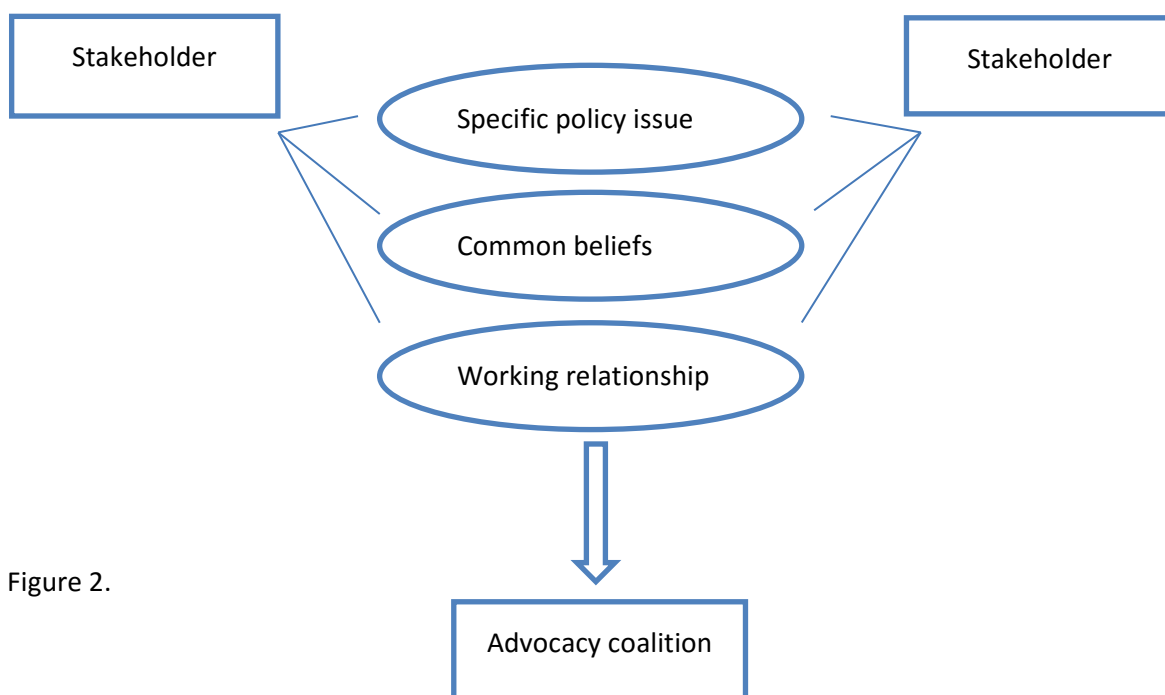 Stakeholder
Stakeholder
Specific policy issue
Common beliefs
Working relationship
Figure 2.
Advocacy coalition